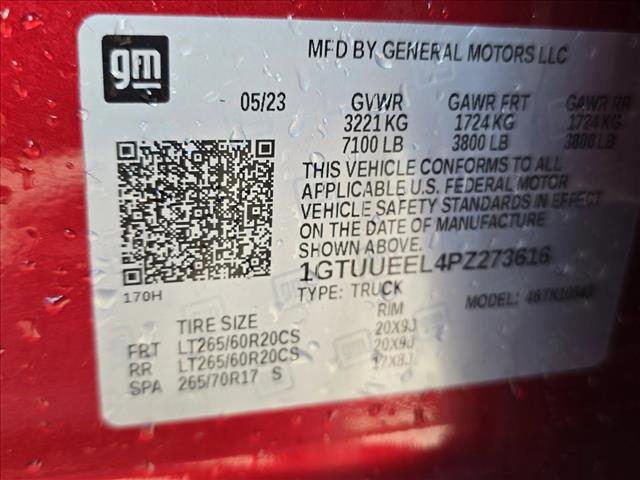 gm
MFD BY GENERAL MOTORS LLC
05/23 GVWR GAWR FRT GAWR RR
3221 KG 1724 KG 1724 KG
7100 LB 3800 LB 3800 LB
THIS VEHICLE CONFORMS TO ALL
APPLICABLE U.S. FEDERAL MOTOR
VEHICLE SAFETY STANDARDS IN EFFECT
ON THE DATE OF MANUFACTURE
SHOWN ABOVE.
1GTUUEEL4PZ273616
170H
TYPE: TRUCK MODEL:
TIRE SIZE RIM
FRT LT265/60R20CS 20X9J
RR LT265/60R20CS 20X9J
SPA 265/70R17 S 17X8J